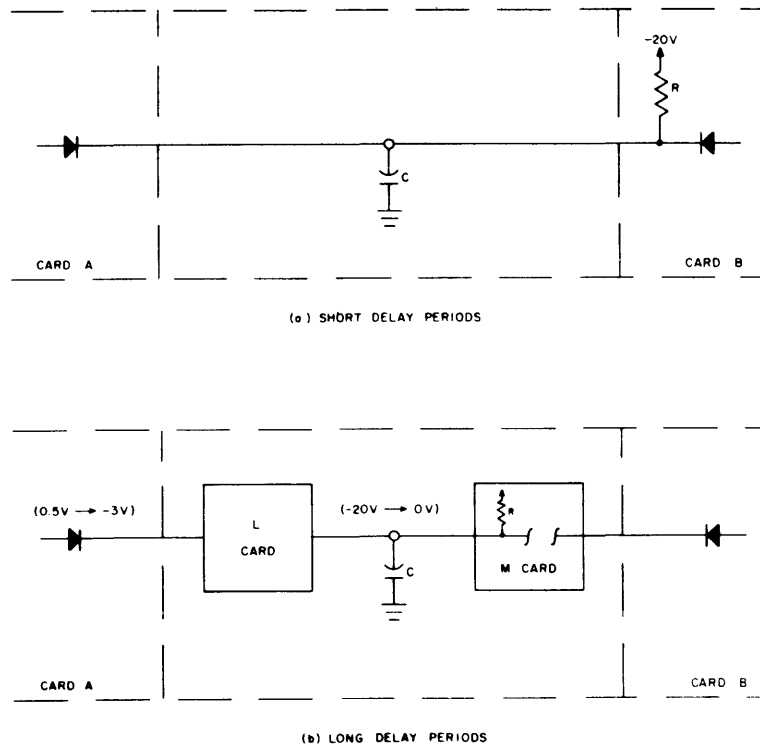 -20V
R
C
CARD A
CARD B
(a) SHORT DELAY PERIODS
(0.5V → -3V)
L
CARD
(-20V → 0V)
R
M CARD
C
CARD A
CARD B
(b) LONG DELAY PERIODS